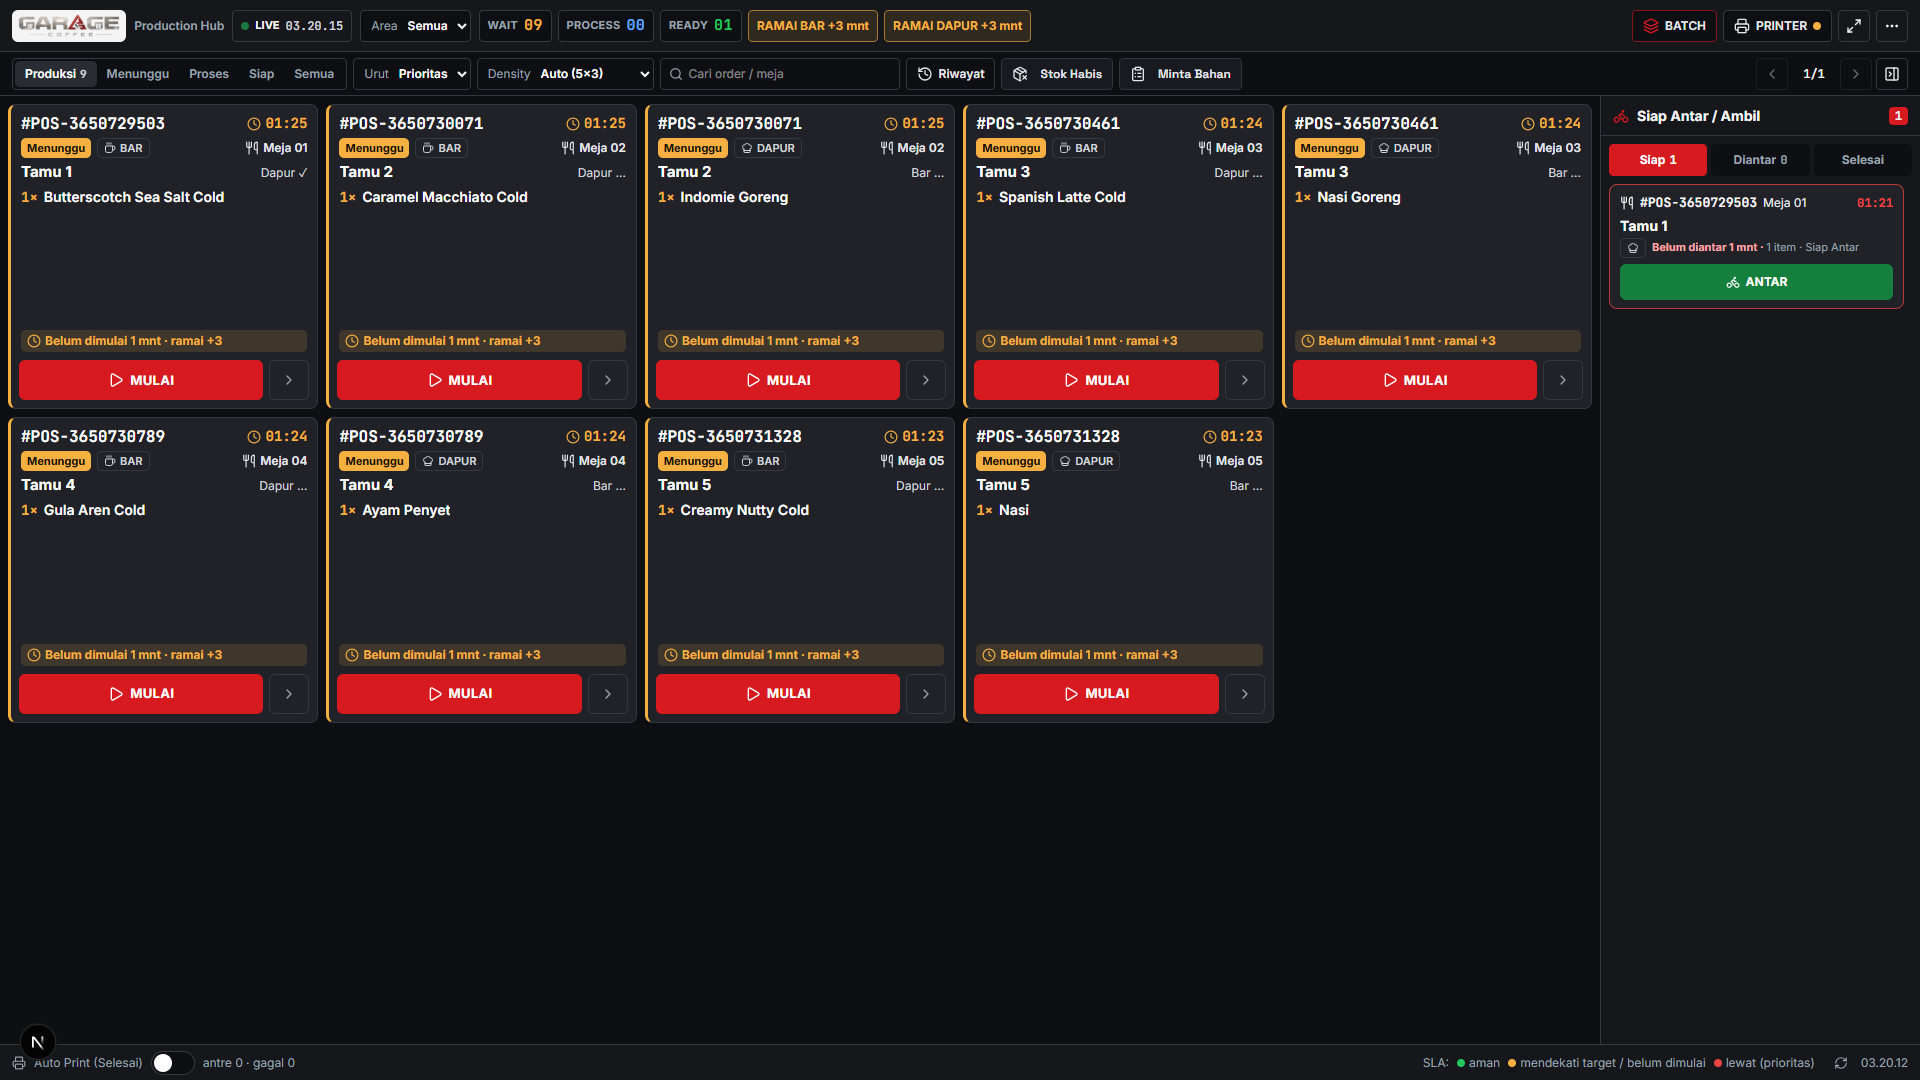 GARAGE
COFFEE
Production Hub
LIVE 03.20.15
Area Semua
WAIT 09
PROCESS 00
READY 01
RAMAI BAR +3 mnt
RAMAI DAPUR +3 mnt
BATCH
PRINTER
Produksi 9
Menunggu
Proses
Siap
Semua
Urut Prioritas
Density Auto (5×3)
Cari order / meja
Riwayat
Stok Habis
Minta Bahan
1/1
#POS-3650729503 01:25
Menunggu BAR Meja 01
Tamu 1 Dapur ✓
1× Butterscotch Sea Salt Cold
Belum dimulai 1 mnt · ramai +3
MULAI
#POS-3650730071 01:25
Menunggu BAR Meja 02
Tamu 2 Dapur ...
1× Caramel Macchiato Cold
Belum dimulai 1 mnt · ramai +3
MULAI
#POS-3650730071 01:25
Menunggu DAPUR Meja 02
Tamu 2 Bar ...
1× Indomie Goreng
Belum dimulai 1 mnt · ramai +3
MULAI
#POS-3650730461 01:24
Menunggu BAR Meja 03
Tamu 3 Dapur ...
1× Spanish Latte Cold
Belum dimulai 1 mnt · ramai +3
MULAI
#POS-3650730461 01:24
Menunggu DAPUR Meja 03
Tamu 3 Bar ...
1× Nasi Goreng
Belum dimulai 1 mnt · ramai +3
MULAI
#POS-3650730789 01:24
Menunggu BAR Meja 04
Tamu 4 Dapur ...
1× Gula Aren Cold
Belum dimulai 1 mnt · ramai +3
MULAI
#POS-3650730789 01:24
Menunggu DAPUR Meja 04
Tamu 4 Bar ...
1× Ayam Penyet
Belum dimulai 1 mnt · ramai +3
MULAI
#POS-3650731328 01:23
Menunggu BAR Meja 05
Tamu 5 Dapur ...
1× Creamy Nutty Cold
Belum dimulai 1 mnt · ramai +3
MULAI
#POS-3650731328 01:23
Menunggu DAPUR Meja 05
Tamu 5 Bar ...
1× Nasi
Belum dimulai 1 mnt · ramai +3
MULAI
Siap Antar / Ambil 1
Siap 1
Diantar 0
Selesai
#POS-3650729503 Meja 01 01:21
Tamu 1
Belum diantar 1 mnt · 1 item · Siap Antar
ANTAR
N
Auto Print (Selesai)
antre 0 · gagal 0
SLA: aman mendekati target / belum dimulai lewat (prioritas)
03.20.12